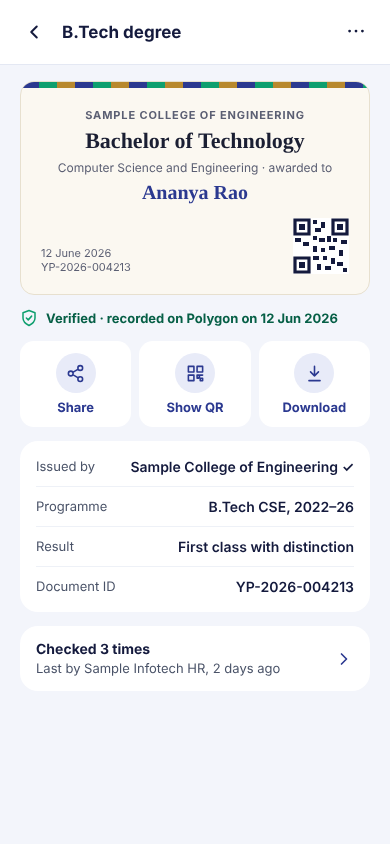 B.Tech degree
SAMPLE COLLEGE OF ENGINEERING
Bachelor of Technology
Computer Science and Engineering · awarded to
Ananya Rao
12 June 2026
YP-2026-004213
Verified · recorded on Polygon on 12 Jun 2026
Share
Show QR
Download
Issued by Sample College of Engineering ✓
Programme B.Tech CSE, 2022–26
Result First class with distinction
Document ID YP-2026-004213
Checked 3 times
Last by Sample Infotech HR, 2 days ago